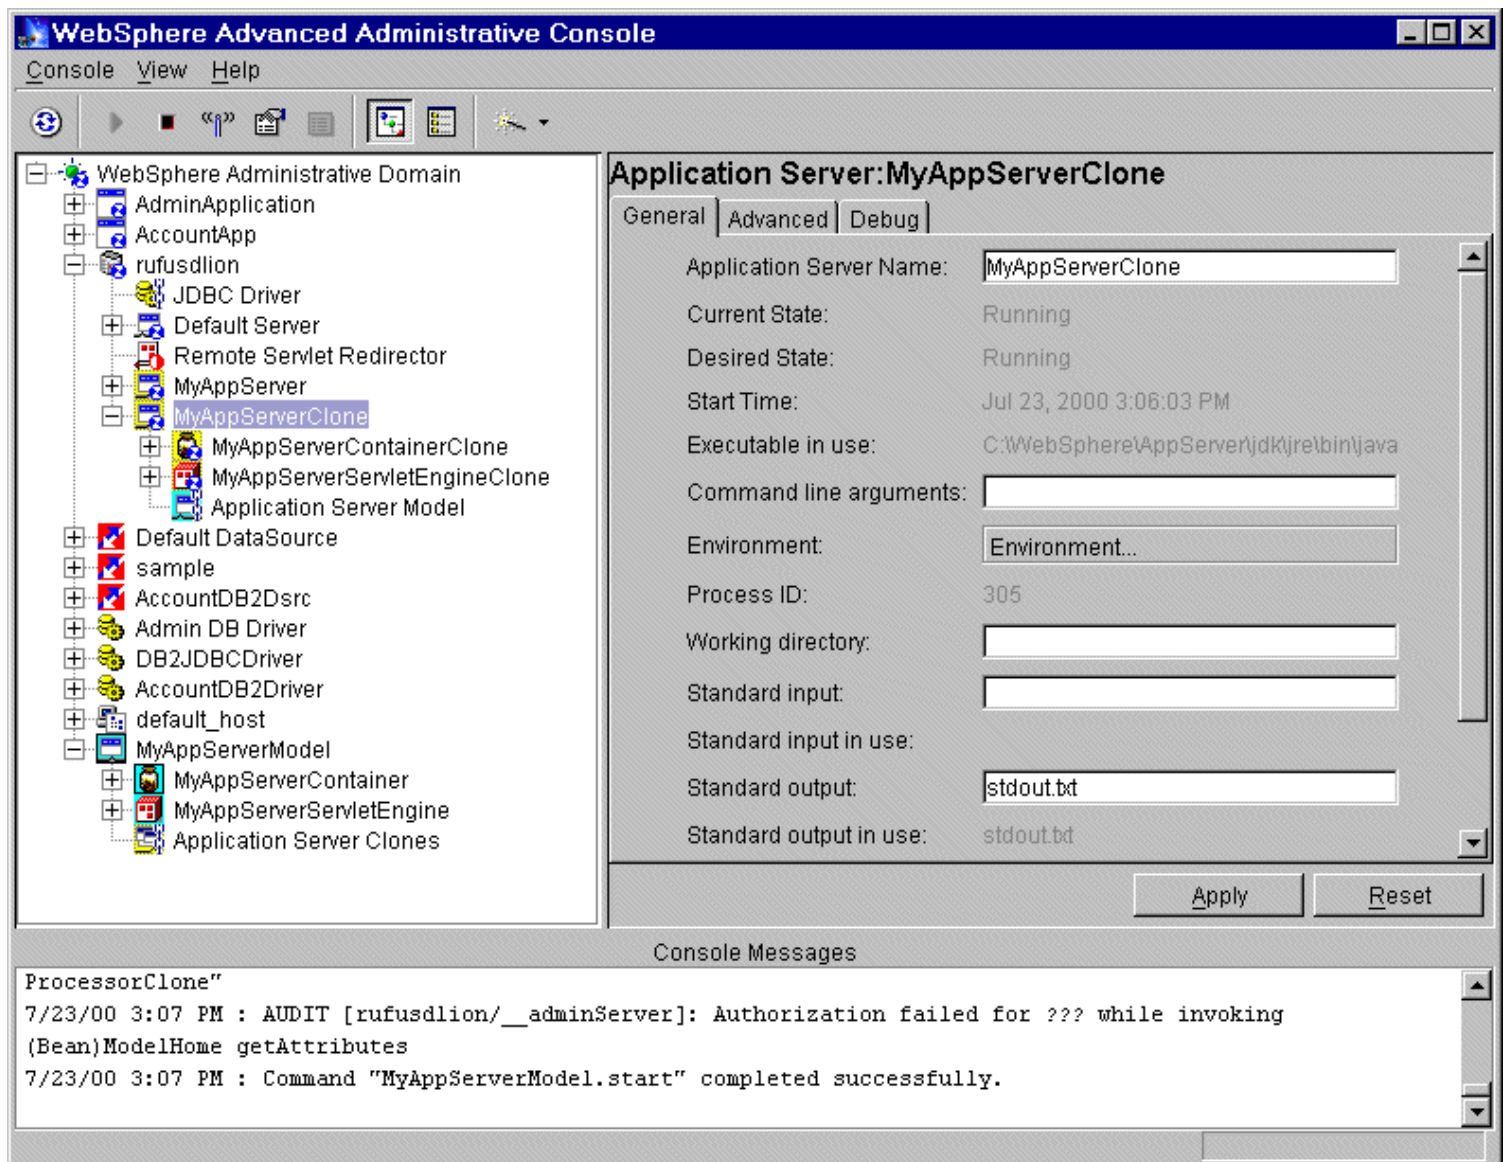 WebSphere Advanced Administrative Console
Console View Help
WebSphere Administrative Domain
AdminApplication
AccountApp
rufusdlion
JDBC Driver
Default Server
Remote Servlet Redirector
MyAppServer
MyAppServerClone
MyAppServerContainerClone
MyAppServerServletEngineClone
Application Server Model
Default DataSource
sample
AccountDB2Dsrc
Admin DB Driver
DB2JDBCDriver
AccountDB2Driver
default_host
MyAppServerModel
MyAppServerContainer
MyAppServerServletEngine
Application Server Clones
Application Server:MyAppServerClone
General Advanced Debug
Application Server Name: MyAppServerClone
Current State: Running
Desired State: Running
Start Time: Jul 23, 2000 3:06:03 PM
Executable in use: C:\WebSphere\AppServer\jdk\jre\bin\java
Command line arguments:
Environment: Environment...
Process ID: 305
Working directory:
Standard input:
Standard input in use:
Standard output: stdout.txt
Standard output in use: stdout.txt
Apply Reset
Console Messages
ProcessorClone"
7/23/00 3:07 PM : AUDIT [rufusdlion/__adminServer]: Authorization failed for ??? while invoking
(Bean)ModelHome getAttributes
7/23/00 3:07 PM : Command "MyAppServerModel.start" completed successfully.